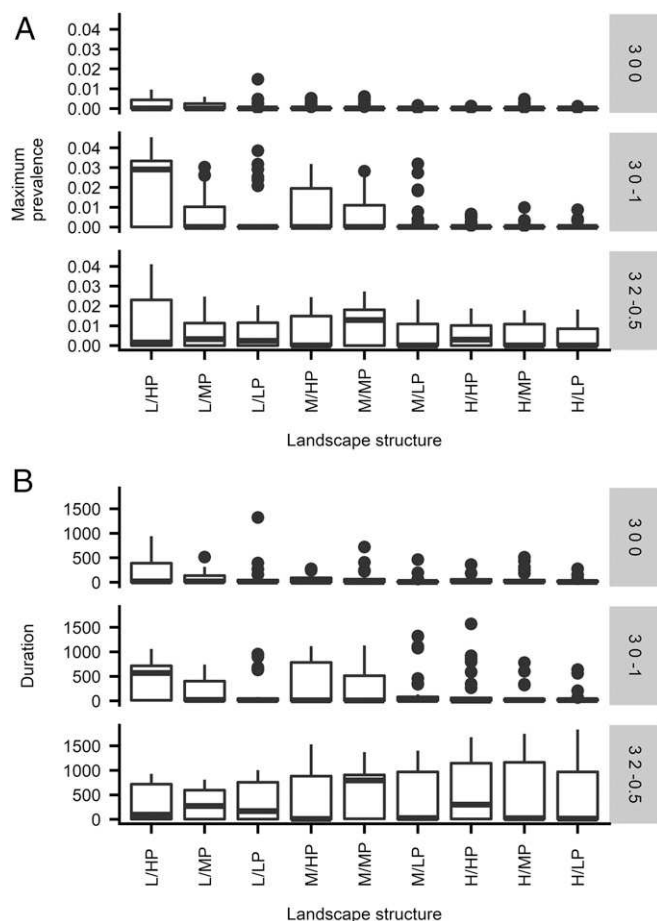 A
0.04
0.03
0.02
0.01
0.00
3 0 0
0.04
0.03
0.02
0.01
0.00
3 0 -1
0.04
0.03
0.02
0.01
0.00
3 2 -0.5
Maximum
prevalence
L/HP
L/MP
L/LP
M/HP
M/MP
M/LP
H/HP
H/MP
H/LP
Landscape structure
B
1500
1000
500
0
3 0 0
1500
1000
500
0
3 0 -1
1500
1000
500
0
3 2 -0.5
Duration
L/HP
L/MP
L/LP
M/HP
M/MP
M/LP
H/HP
H/MP
H/LP
Landscape structure